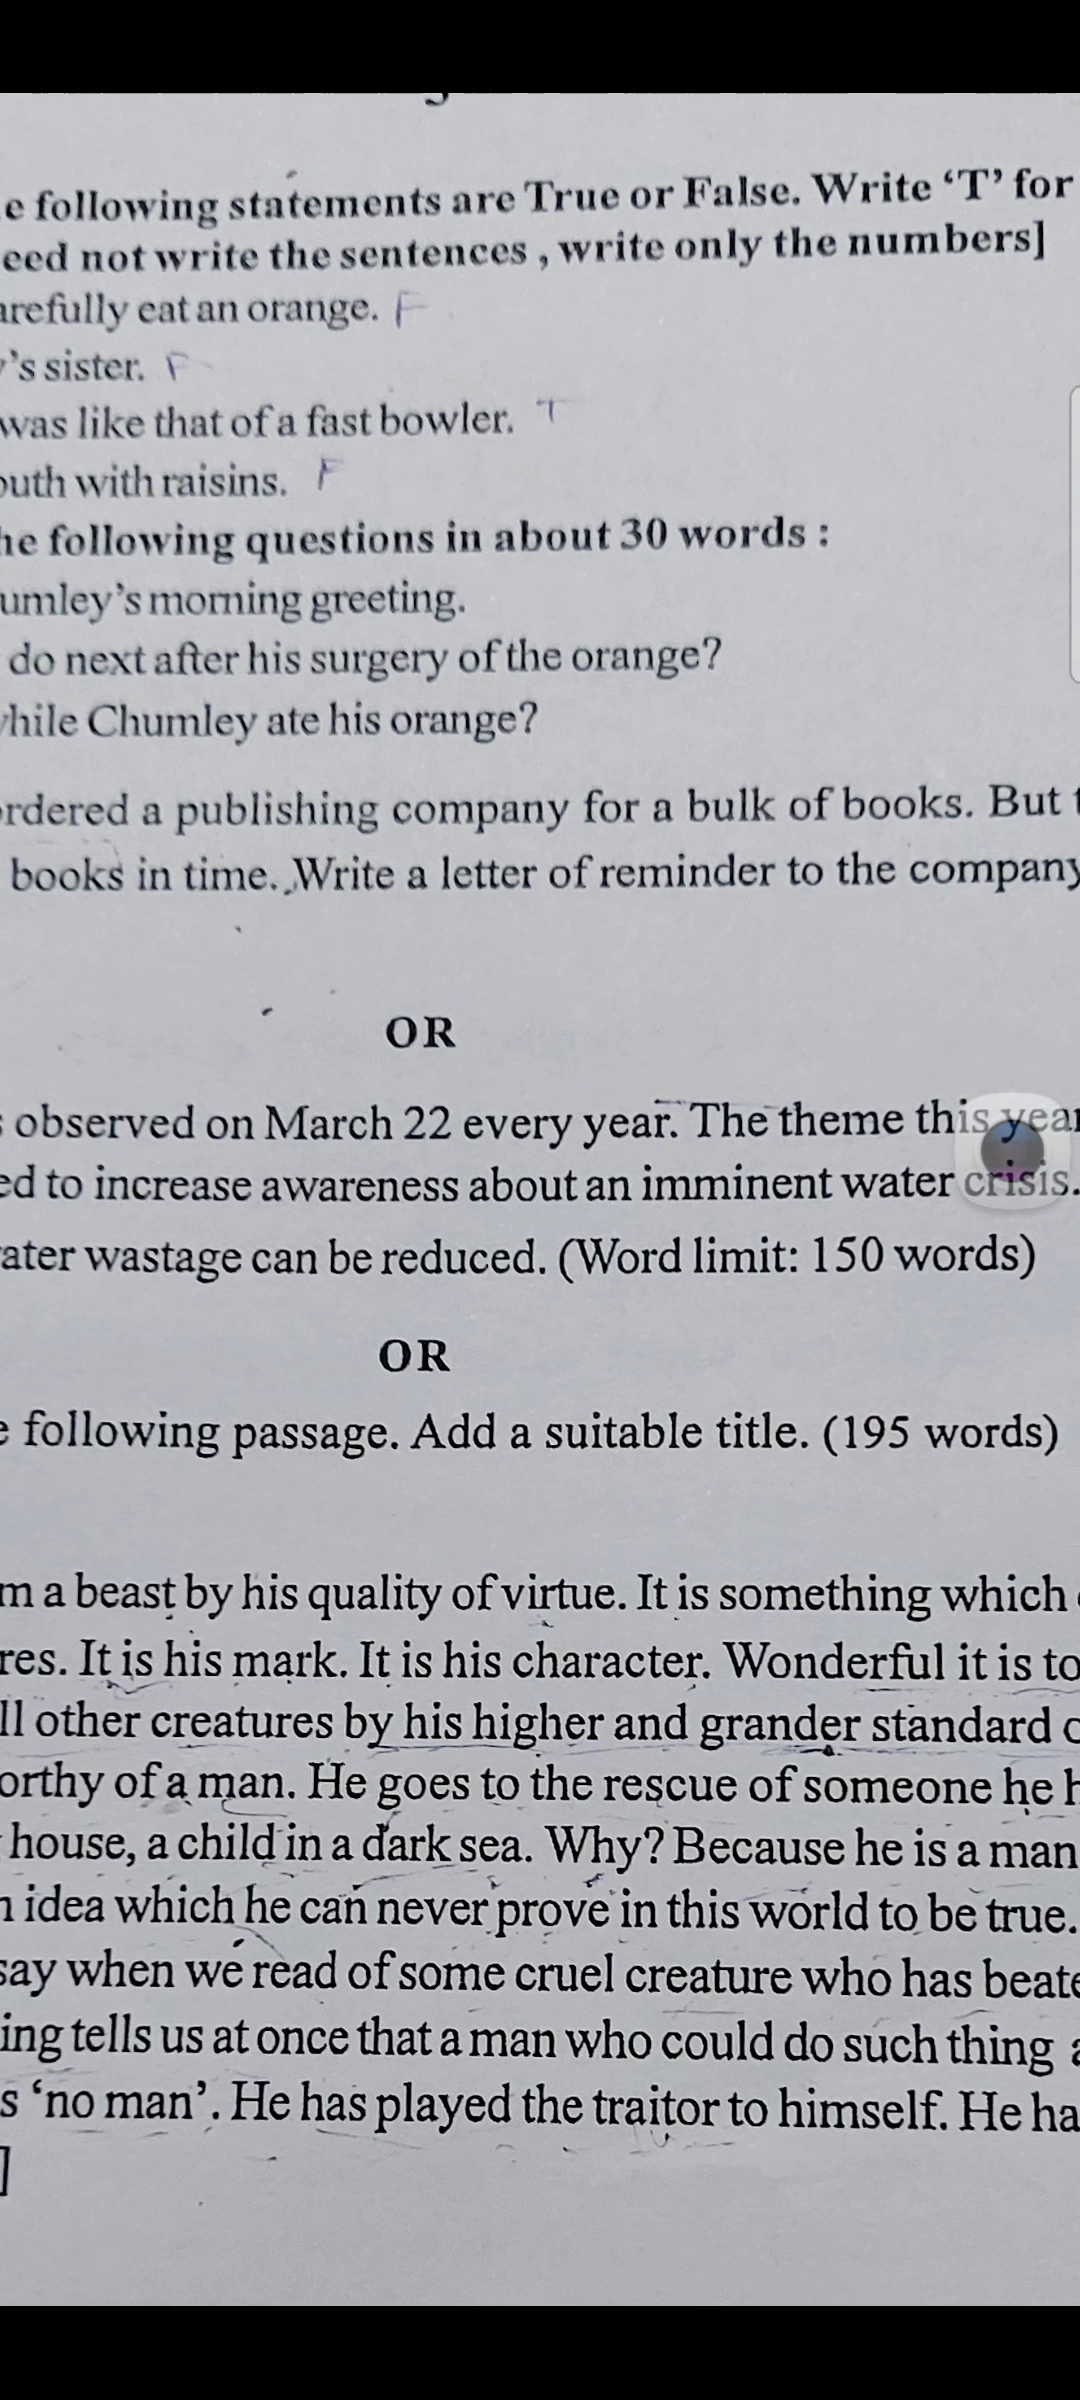 e following statements are True or False. Write ‘T’ for
eed not write the sentences , write only the numbers]
arefully eat an orange. F
’s sister. F
was like that of a fast bowler. T
outh with raisins. F
he following questions in about 30 words :
umley’s morning greeting.
do next after his surgery of the orange?
hile Chumley ate his orange?
rdered a publishing company for a bulk of books. But
books in time. Write a letter of reminder to the company
OR
observed on March 22 every year. The theme this year
ed to increase awareness about an imminent water crisis.
ater wastage can be reduced. (Word limit: 150 words)
OR
following passage. Add a suitable title. (195 words)
m a beast by his quality of virtue. It is something which
res. It is his mark. It is his character. Wonderful it is to
ll other creatures by his higher and grander standard
orthy of a man. He goes to the rescue of someone he
house, a child in a dark sea. Why? Because he is a man
idea which he can never prove in this world to be true.
say when we read of some cruel creature who has beate
ing tells us at once that a man who could do such thing
s ‘no man’. He has played the traitor to himself. He ha
]